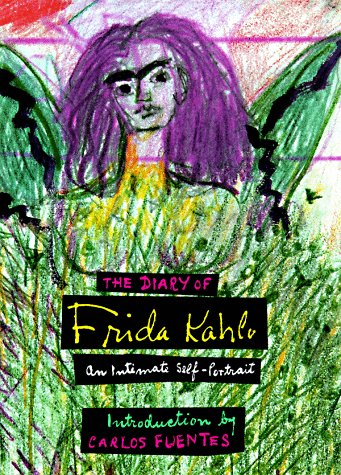 THE DIARY OF
Frida Kahlo
An Intimate Self-Portrait
Introduction by
CARLOS FUENTES